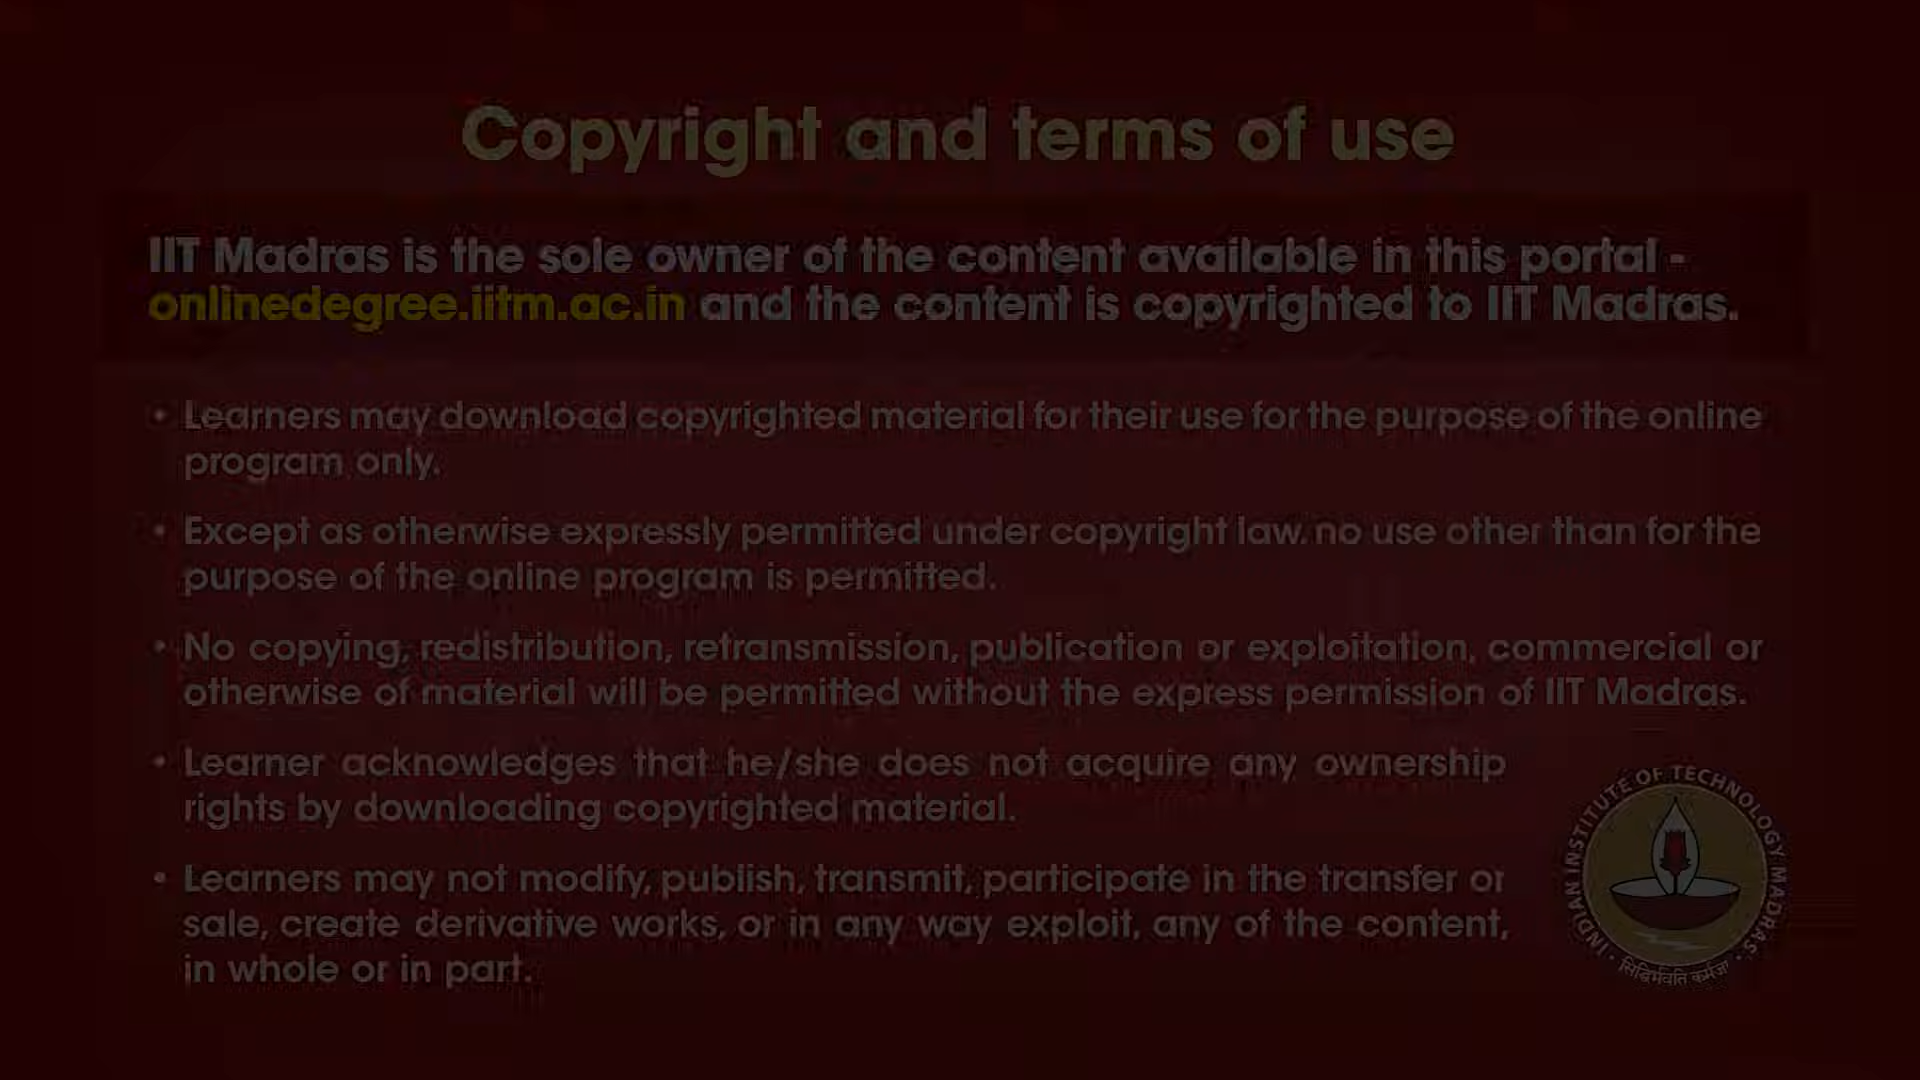 Copyright and terms of use
IIT Madras is the sole owner of the content available in this portal -
onlinedegree.iitm.ac.in and the content is copyrighted to IIT Madras.
• Learners may download copyrighted material for their use for the purpose of the online
program only.
• Except as otherwise expressly permitted under copyright law. no use other than for the
purpose of the online program is permitted.
• No copying, redistribution, retransmission, publication or exploitation, commercial or
otherwise of material will be permitted without the express permission of IIT Madras.
• Learner acknowledges that he/she does not acquire any ownership
rights by downloading copyrighted material.
• Learners may not modify, publish, transmit, participate in the transfer or
sale, create derivative works, or in any way exploit, any of the content,
in whole or in part.
INDIAN INSTITUTE OF TECHNOLOGY MADRAS
सिद्धिर्भवति कर्मजा